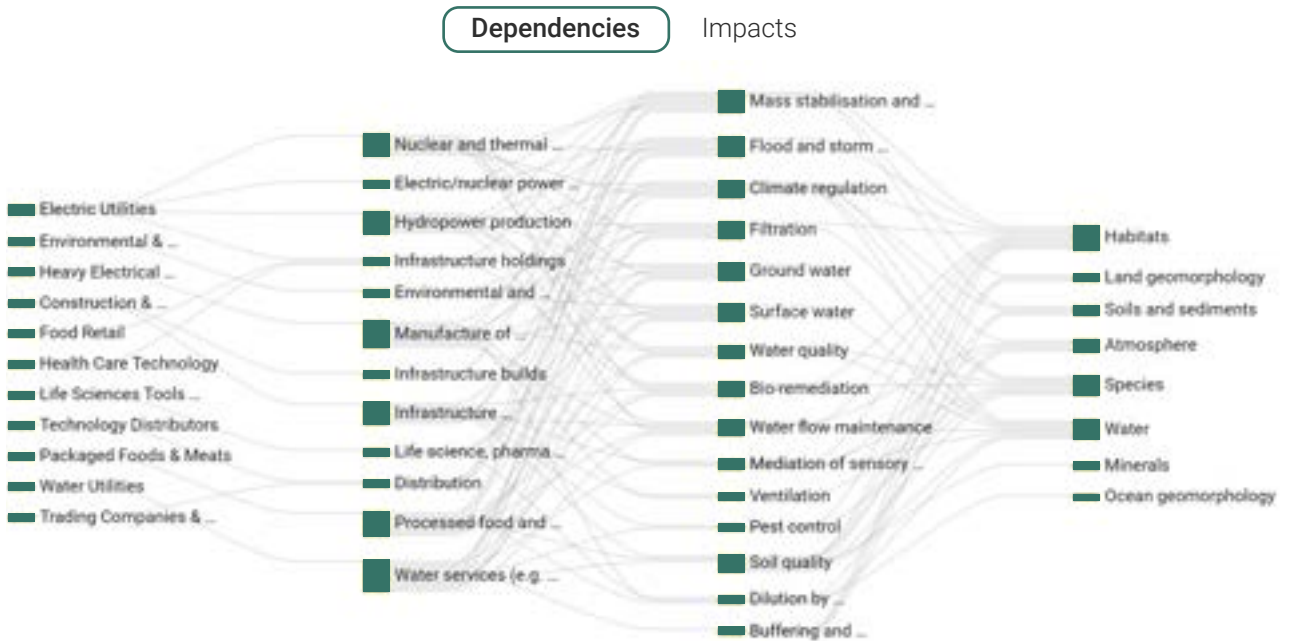 Dependencies Impacts
Electric Utilities
Environmental & ...
Heavy Electrical ...
Construction & ...
Food Retail
Health Care Technology
Life Sciences Tools ...
Technology Distributors
Packaged Foods & Meats
Water Utilities
Trading Companies & ...
Nuclear and thermal ...
Electric/nuclear power ...
Hydropower production
Infrastructure holdings
Environmental and ...
Manufacture of ...
Infrastructure builds
Infrastructure ...
Life science, pharma ...
Distribution
Processed food and ...
Water services (e.g. ...
Mass stabilisation and ...
Flood and storm ...
Climate regulation
Filtration
Ground water
Surface water
Water quality
Bio-remediation
Water flow maintenance
Mediation of sensory ...
Ventilation
Pest control
Soil quality
Dilution by ...
Buffering and ...
Habitats
Land geomorphology
Soils and sediments
Atmosphere
Species
Water
Minerals
Ocean geomorphology